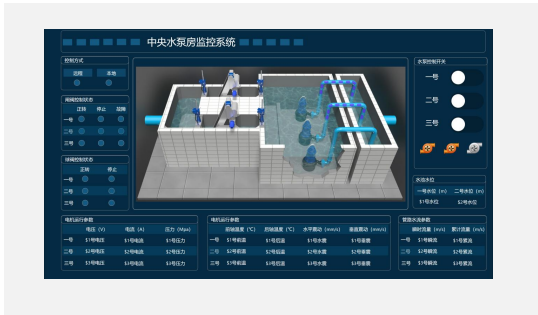 中央水泵房监控系统
控制方式
远程 本地
闸阀控制状态
正转 停止 故障
一号
二号
三号
球阀控制状态
正转 停止
一号
二号
三号
水泵控制开关
一号
二号
三号
水池水位
一号水位（m） 二号水位（m）
$1号水位 $2号水位
电机运行参数
电压（V） 电流（A） 压力（Mpa）
一号 $1号电压 $1号电流 $1号压力
二号 $2号电压 $2号电流 $2号压力
三号 $3号电压 $3号电流 $3号压力
电机运行参数
前轴温度（℃） 后轴温度（℃） 水平震动（mm/s） 垂直震动（mm/s）
一号 $1号前温 $1号后温 $1号水震 $1号垂震
二号 $2号前温 $2号后温 $2号水震 $2号垂震
三号 $3号前温 $3号后温 $3号水震 $3号垂震
管路水流参数
瞬时流量（m/s） 累计流量（m/s）
一号 $1号瞬流 $1号累流
二号 $2号瞬流 $2号累流
三号 $3号瞬流 $3号累流